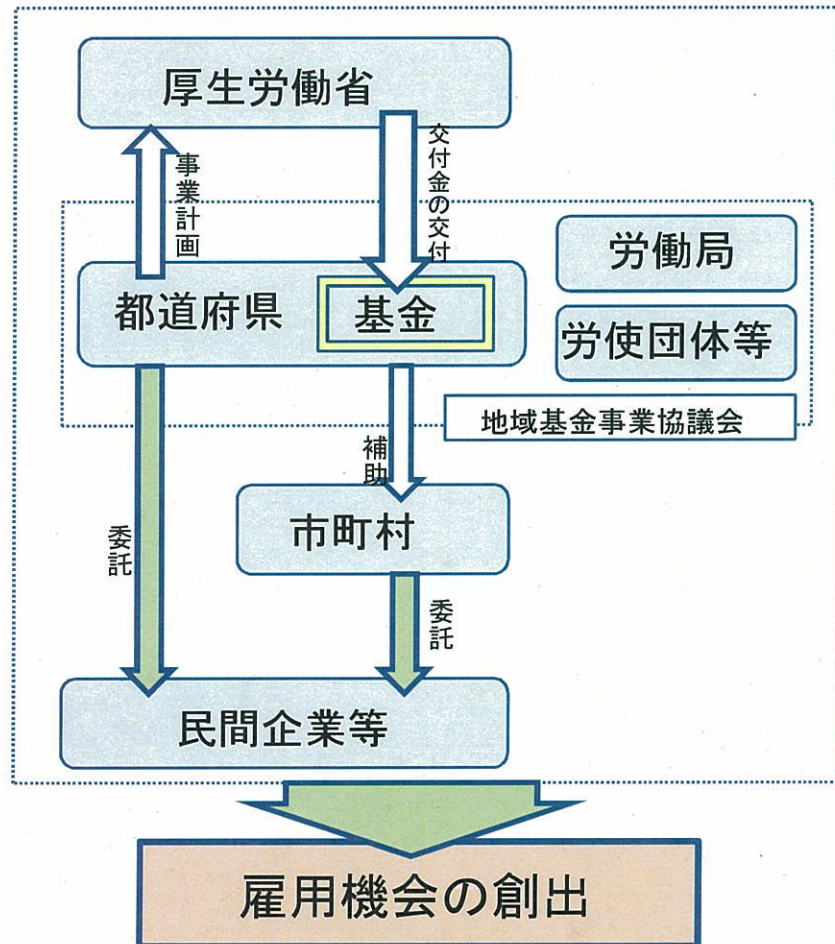 厚生労働省
事業計画
交付金の交付
労働局
都道府県
基金
労使団体等
地域基金事業協議会
補助
市町村
委託
委託
民間企業等
雇用機会の創出